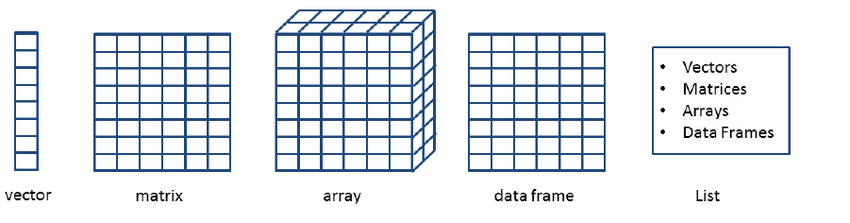 • Vectors
• Matrices
• Arrays
• Data Frames
vector matrix array data frame List